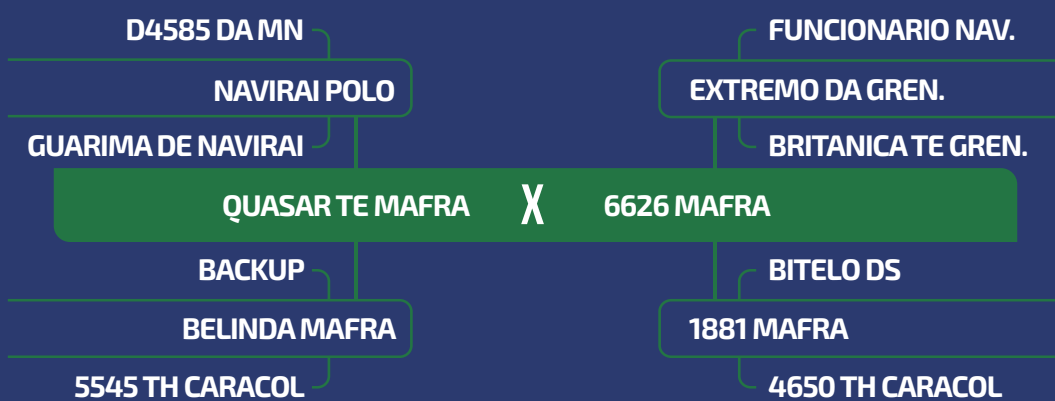 D4585 DA MN
FUNCIONARIO NAV.
NAVIRAI POLO
EXTREMO DA GREN.
GUARIMA DE NAVIRAI
BRITANICA TE GREN.
QUASAR TE MAFRA X 6626 MAFRA
BACKUP
BITELO DS
BELINDA MAFRA
1881 MAFRA
5545 TH CARACOL
4650 TH CARACOL